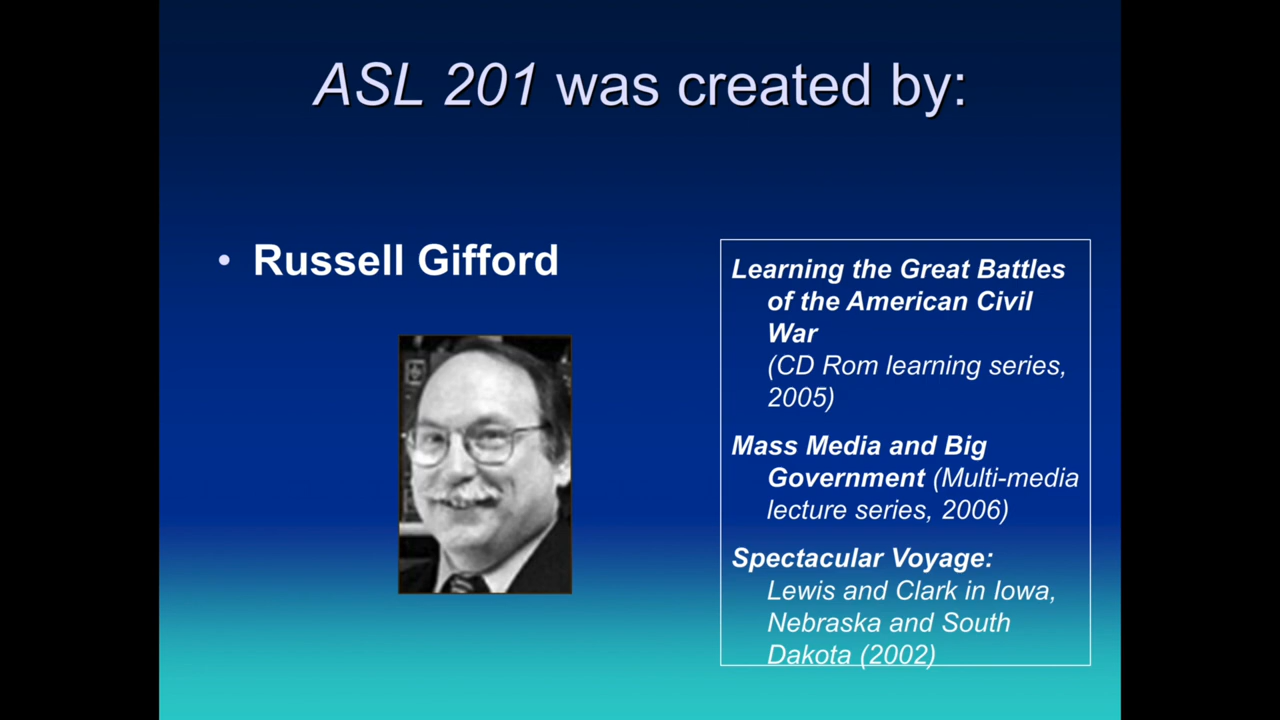 ASL 201 was created by:
• Russell Gifford
Learning the Great Battles
of the American Civil
War
(CD Rom learning series,
2005)
Mass Media and Big
Government (Multi-media
lecture series, 2006)
Spectacular Voyage:
Lewis and Clark in Iowa,
Nebraska and South
Dakota (2002)